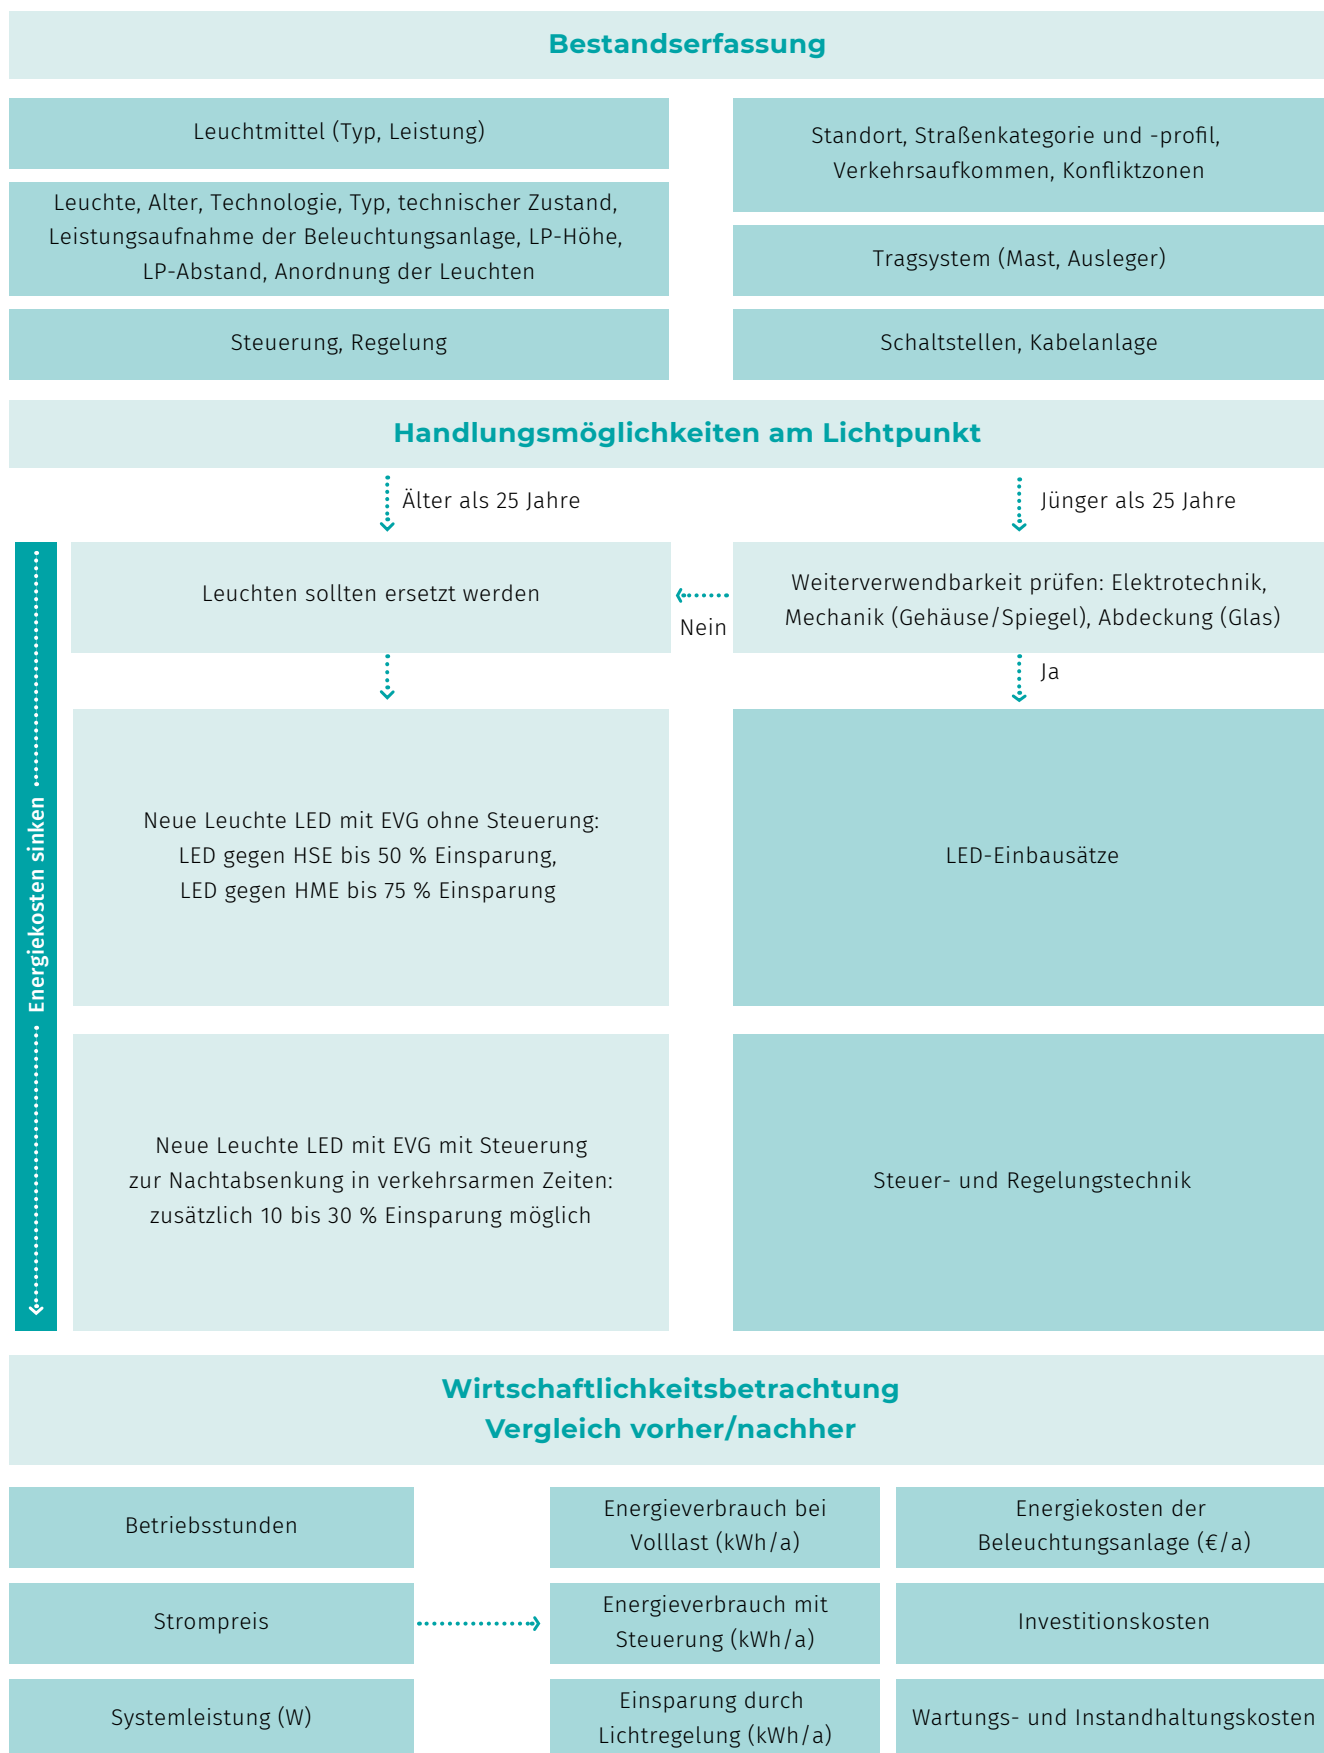 Bestandserfassung
Leuchtmittel (Typ, Leistung)
Leuchte, Alter, Technologie, Typ, technischer Zustand,
Leistungsaufnahme der Beleuchtungsanlage, LP-Höhe,
LP-Abstand, Anordnung der Leuchten
Steuerung, Regelung
Standort, Straßenkategorie und -profil,
Verkehrsaufkommen, Konfliktzonen
Tragsystem (Mast, Ausleger)
Schaltstellen, Kabelanlage
Handlungsmöglichkeiten am Lichtpunkt
Älter als 25 Jahre
Jünger als 25 Jahre
Leuchten sollten ersetzt werden
Nein
Weiterverwendbarkeit prüfen: Elektrotechnik,
Mechanik (Gehäuse/Spiegel), Abdeckung (Glas)
Ja
Energiekosten sinken
Neue Leuchte LED mit EVG ohne Steuerung:
LED gegen HSE bis 50 % Einsparung,
LED gegen HME bis 75 % Einsparung
LED-Einbausätze
Neue Leuchte LED mit EVG mit Steuerung
zur Nachtabsenkung in verkehrsarmen Zeiten:
zusätzlich 10 bis 30 % Einsparung möglich
Steuer- und Regelungstechnik
Wirtschaftlichkeitsbetrachtung
Vergleich vorher/nachher
Betriebsstunden
Strompreis
Systemleistung (W)
Energieverbrauch bei
Volllast (kWh/a)
Energieverbrauch mit
Steuerung (kWh/a)
Einsparung durch
Lichtregelung (kWh/a)
Energiekosten der
Beleuchtungsanlage (€/a)
Investitionskosten
Wartungs- und Instandhaltungskosten